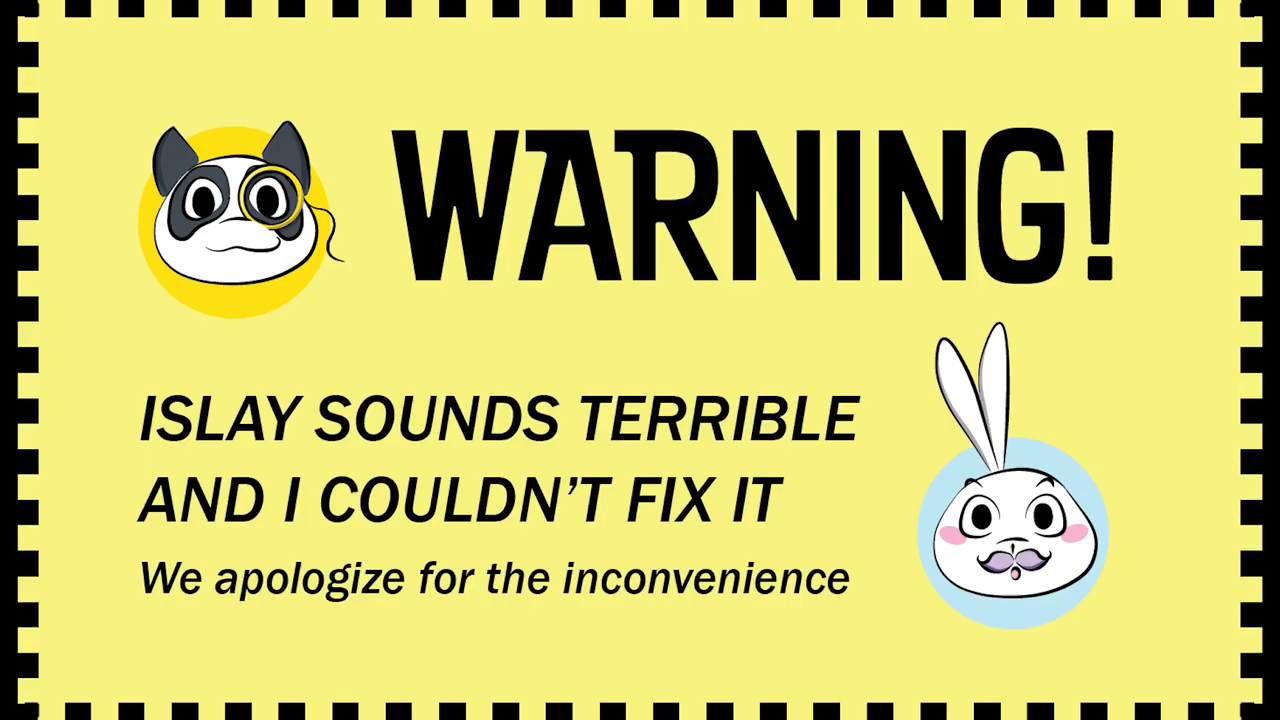 WARNING!
ISLAY SOUNDS TERRIBLE
AND I COULDN’T FIX IT
We apologize for the inconvenience